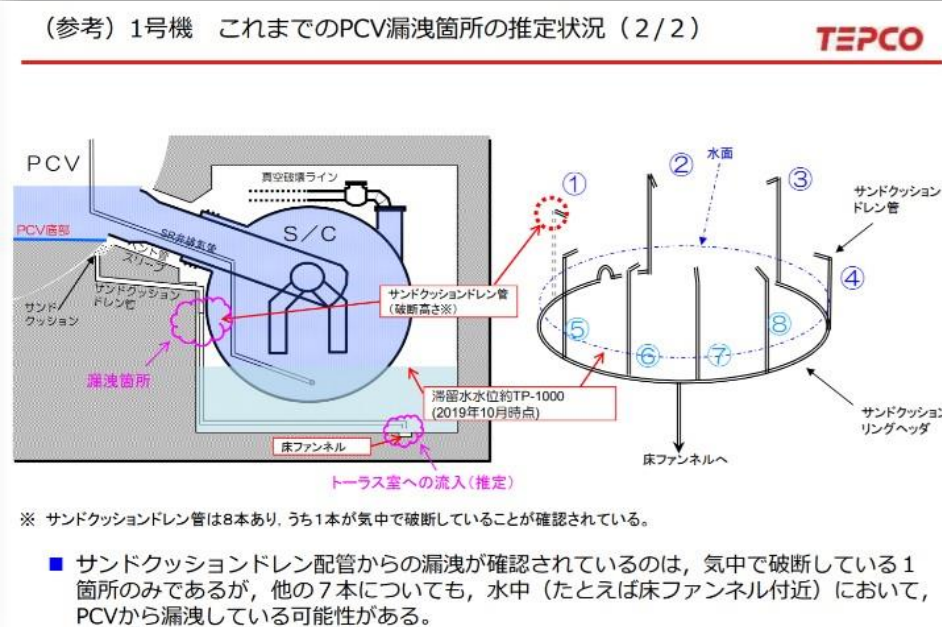 （参考）1号機　これまでのPCV漏洩箇所の推定状況（2/2）
TEPCO
PCV
真空破壊ライン
S/C
PCV底部
SR弁排気管
ベント管
スリーブ
サンドクッション
ドレン管
サンド
クッション
サンドクッションドレン管
（破断高さ※）
漏洩箇所
滞留水水位約TP-1000
(2019年10月時点)
床ファンネル
トーラス室への流入(推定)
①
②
水面
③
サンドクッション
ドレン管
④
⑤
⑥
⑦
⑧
サンドクッション
リングヘッダ
床ファンネルへ
※ サンドクッションドレン管は8本あり，うち1本が気中で破断していることが確認されている。
■ サンドクッションドレン配管からの漏洩が確認されているのは，気中で破断している１
箇所のみであるが，他の７本についても，水中（たとえば床ファンネル付近）において，
PCVから漏洩している可能性がある。